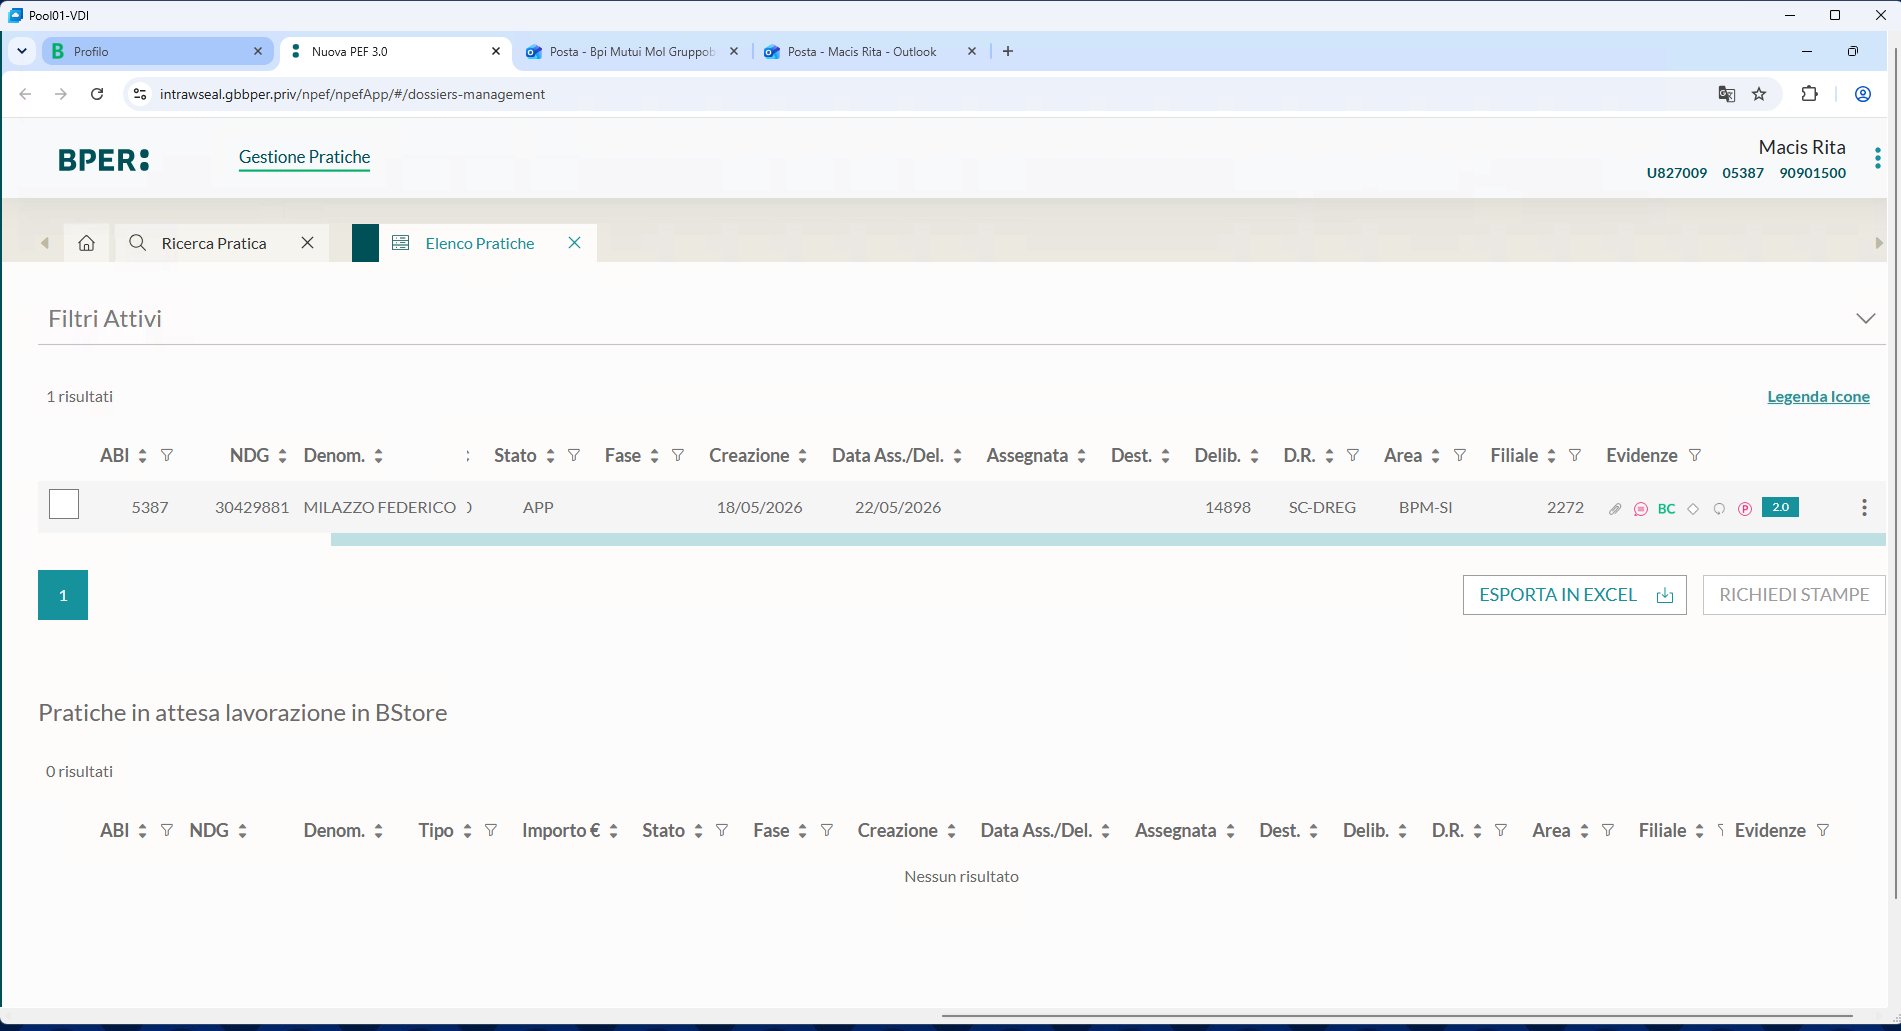 Pool01-VDI
Profilo
Nuova PEF 3.0
Posta - Bpi Mutui Mol Gruppob
Posta - Macis Rita - Outlook
intrawseal.gbbper.priv/npef/npefApp/#/dossiers-management
BPER:
Gestione Pratiche
Macis Rita
U827009 05387 90901500
Ricerca Pratica
Elenco Pratiche
Filtri Attivi
1 risultati
Legenda Icone
ABI NDG Denom. Stato Fase Creazione Data Ass./Del. Assegnata Dest. Delib. D.R. Area Filiale Evidenze
5387 30429881 MILAZZO FEDERICO APP 18/05/2026 22/05/2026 14898 SC-DREG BPM-SI 2272 BC P 2.0
1
ESPORTA IN EXCEL
RICHIEDI STAMPE
Pratiche in attesa lavorazione in BStore
0 risultati
ABI NDG Denom. Tipo Importo € Stato Fase Creazione Data Ass./Del. Assegnata Dest. Delib. D.R. Area Filiale Evidenze
Nessun risultato